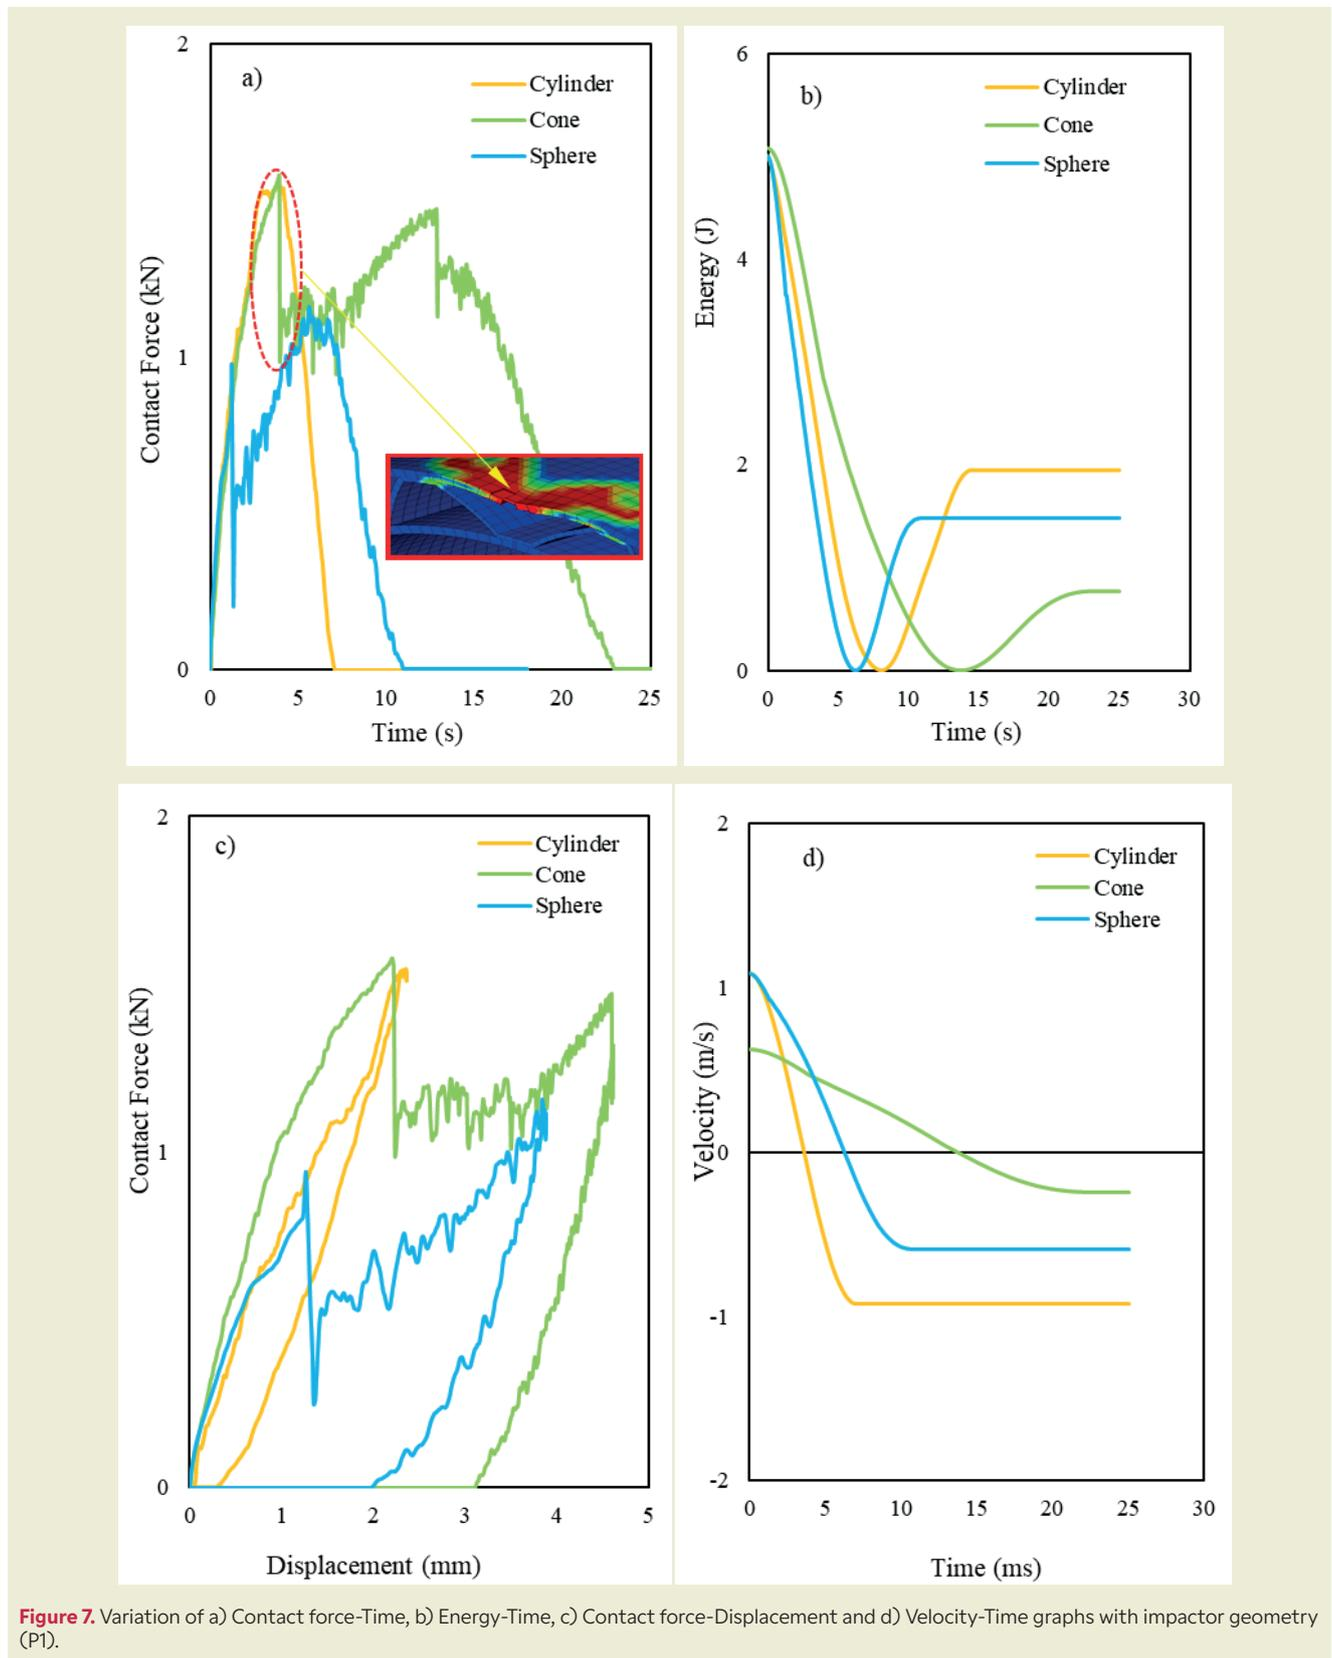 a)
Cylinder
Cone
Sphere
Contact Force (kN)
2
1
0
0 5 10 15 20 25
Time (s)
b)
Cylinder
Cone
Sphere
Energy (J)
6
4
2
0
0 5 10 15 20 25 30
Time (s)
c)
Cylinder
Cone
Sphere
Contact Force (kN)
2
1
0
0 1 2 3 4 5
Displacement (mm)
d)
Cylinder
Cone
Sphere
Velocity (m/s)
2
1
0
-1
-2
0 5 10 15 20 25 30
Time (ms)
Figure 7. Variation of a) Contact force-Time, b) Energy-Time, c) Contact force-Displacement and d) Velocity-Time graphs with impactor geometry
(P1).